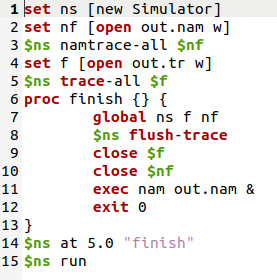 1 set ns [new Simulator]
2 set nf [open out.nam w]
3 $ns namtrace-all $nf
4 set f [open out.tr w]
5 $ns trace-all $f
6 proc finish {} {
7         global ns f nf
8         $ns flush-trace
9         close $f
10         close $nf
11         exec nam out.nam &
12         exit 0
13 }
14 $ns at 5.0 "finish"
15 $ns run